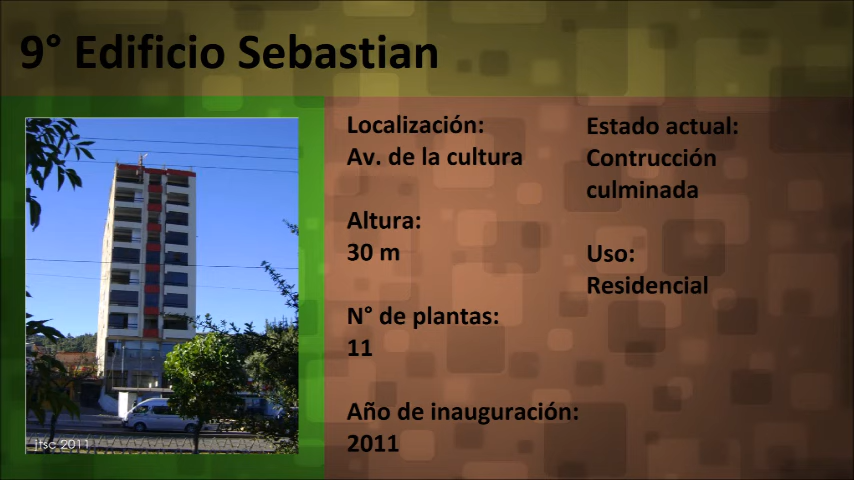 9° Edificio Sebastian
Localización:
Av. de la cultura
Altura:
30 m
N° de plantas:
11
Año de inauguración:
2011
Estado actual:
Contrucción
culminada
Uso:
Residencial
jtsc 2011